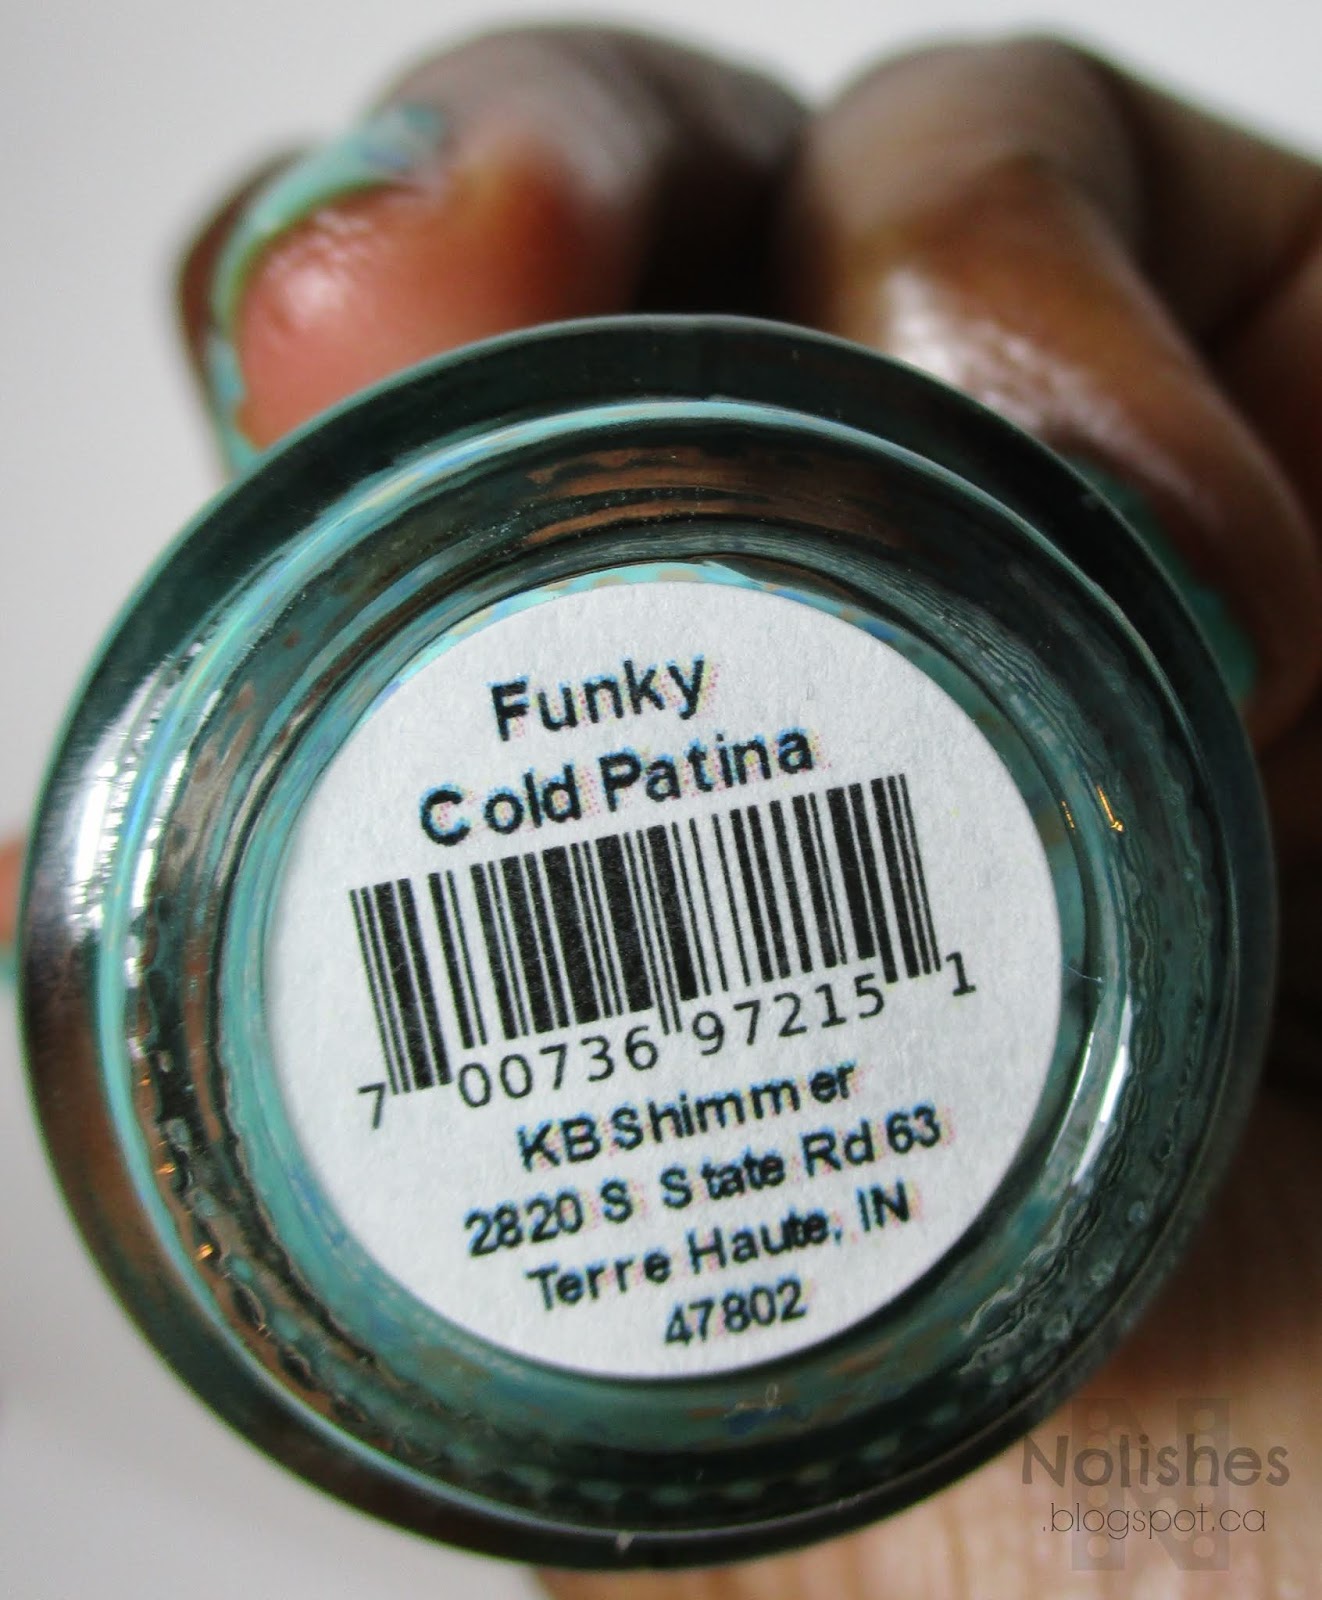 Funky
Cold Patina
7 00736 97215 1
KBShimmer
2820 S State Rd 63
Terre Haute, IN
47802
Nolishes
.blogspot.ca